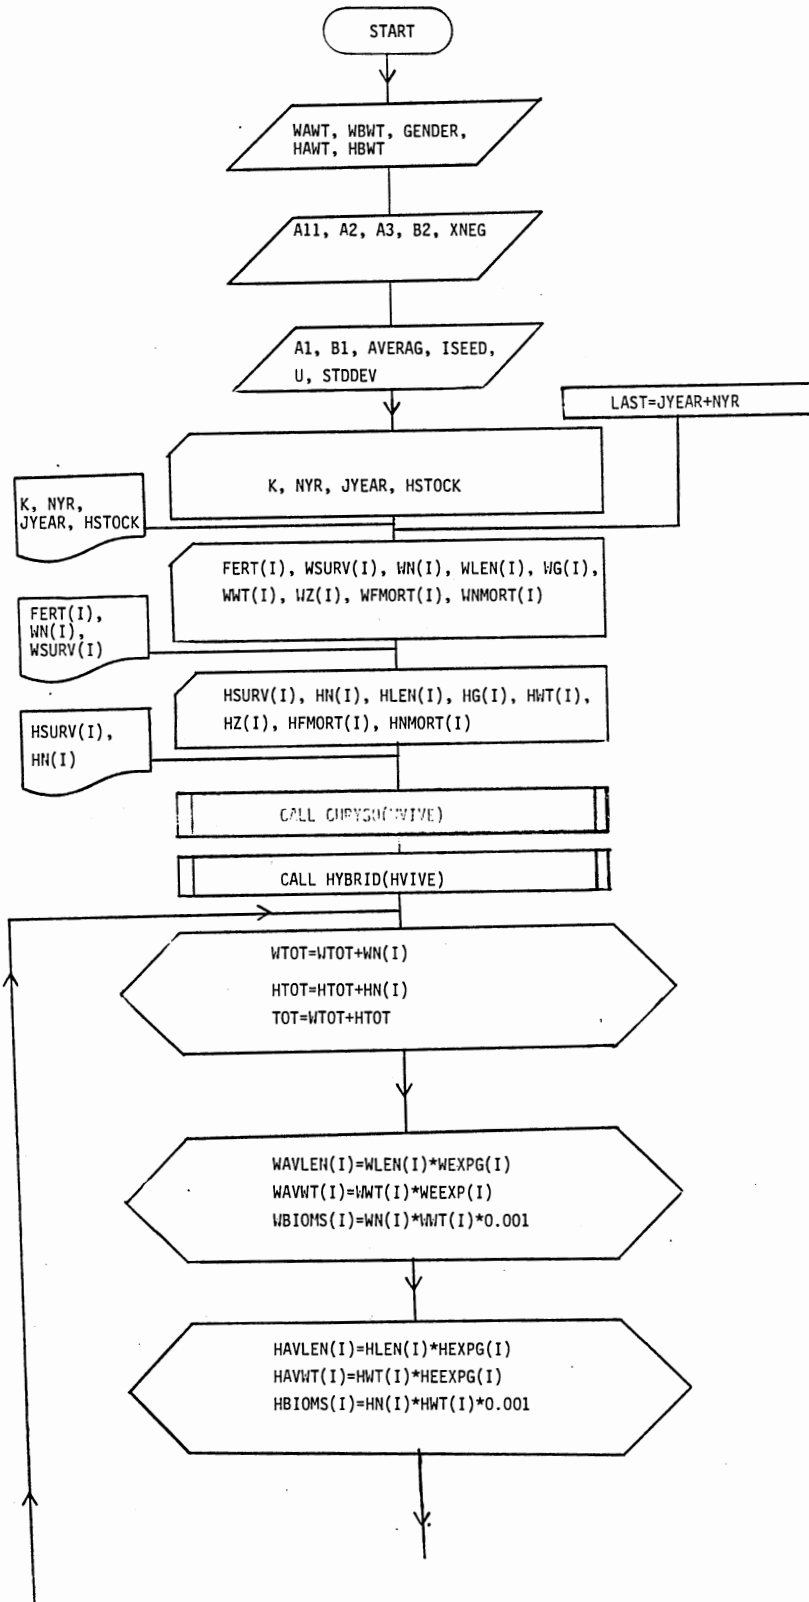 START
WAWT, WBWT, GENDER,
HAWT, HBWT
A11, A2, A3, B2, XNEG
A1, B1, AVERAG, ISEED,
U, STDDEV
LAST=JYEAR+NYR
K, NYR, JYEAR, HSTOCK
K, NYR,
JYEAR, HSTOCK
FERT(I), WSURV(I), WN(I), WLEN(I), WG(I),
WWT(I), WZ(I), WFMORT(I), WNMORT(I)
FERT(I),
WN(I),
WSURV(I)
HSURV(I), HN(I), HLEN(I), HG(I), HWT(I),
HZ(I), HFMORT(I), HNMORT(I)
HSURV(I),
HN(I)
CALL
CALL HYBRID(HVIVE)
WTOT=WTOT+WN(I)
HTOT=HTOT+HN(I)
TOT=WTOT+HTOT
WAVLEN(I)=WLEN(I)*WEXPG(I)
WAVWT(I)=WWT(I)*WEEXP(I)
WBIOMS(I)=WN(I)*WWT(I)*0.001
HAVLEN(I)=HLEN(I)*HEXPG(I)
HAVWT(I)=HWT(I)*HEEXPG(I)
HBIOMS(I)=HN(I)*HWT(I)*0.001